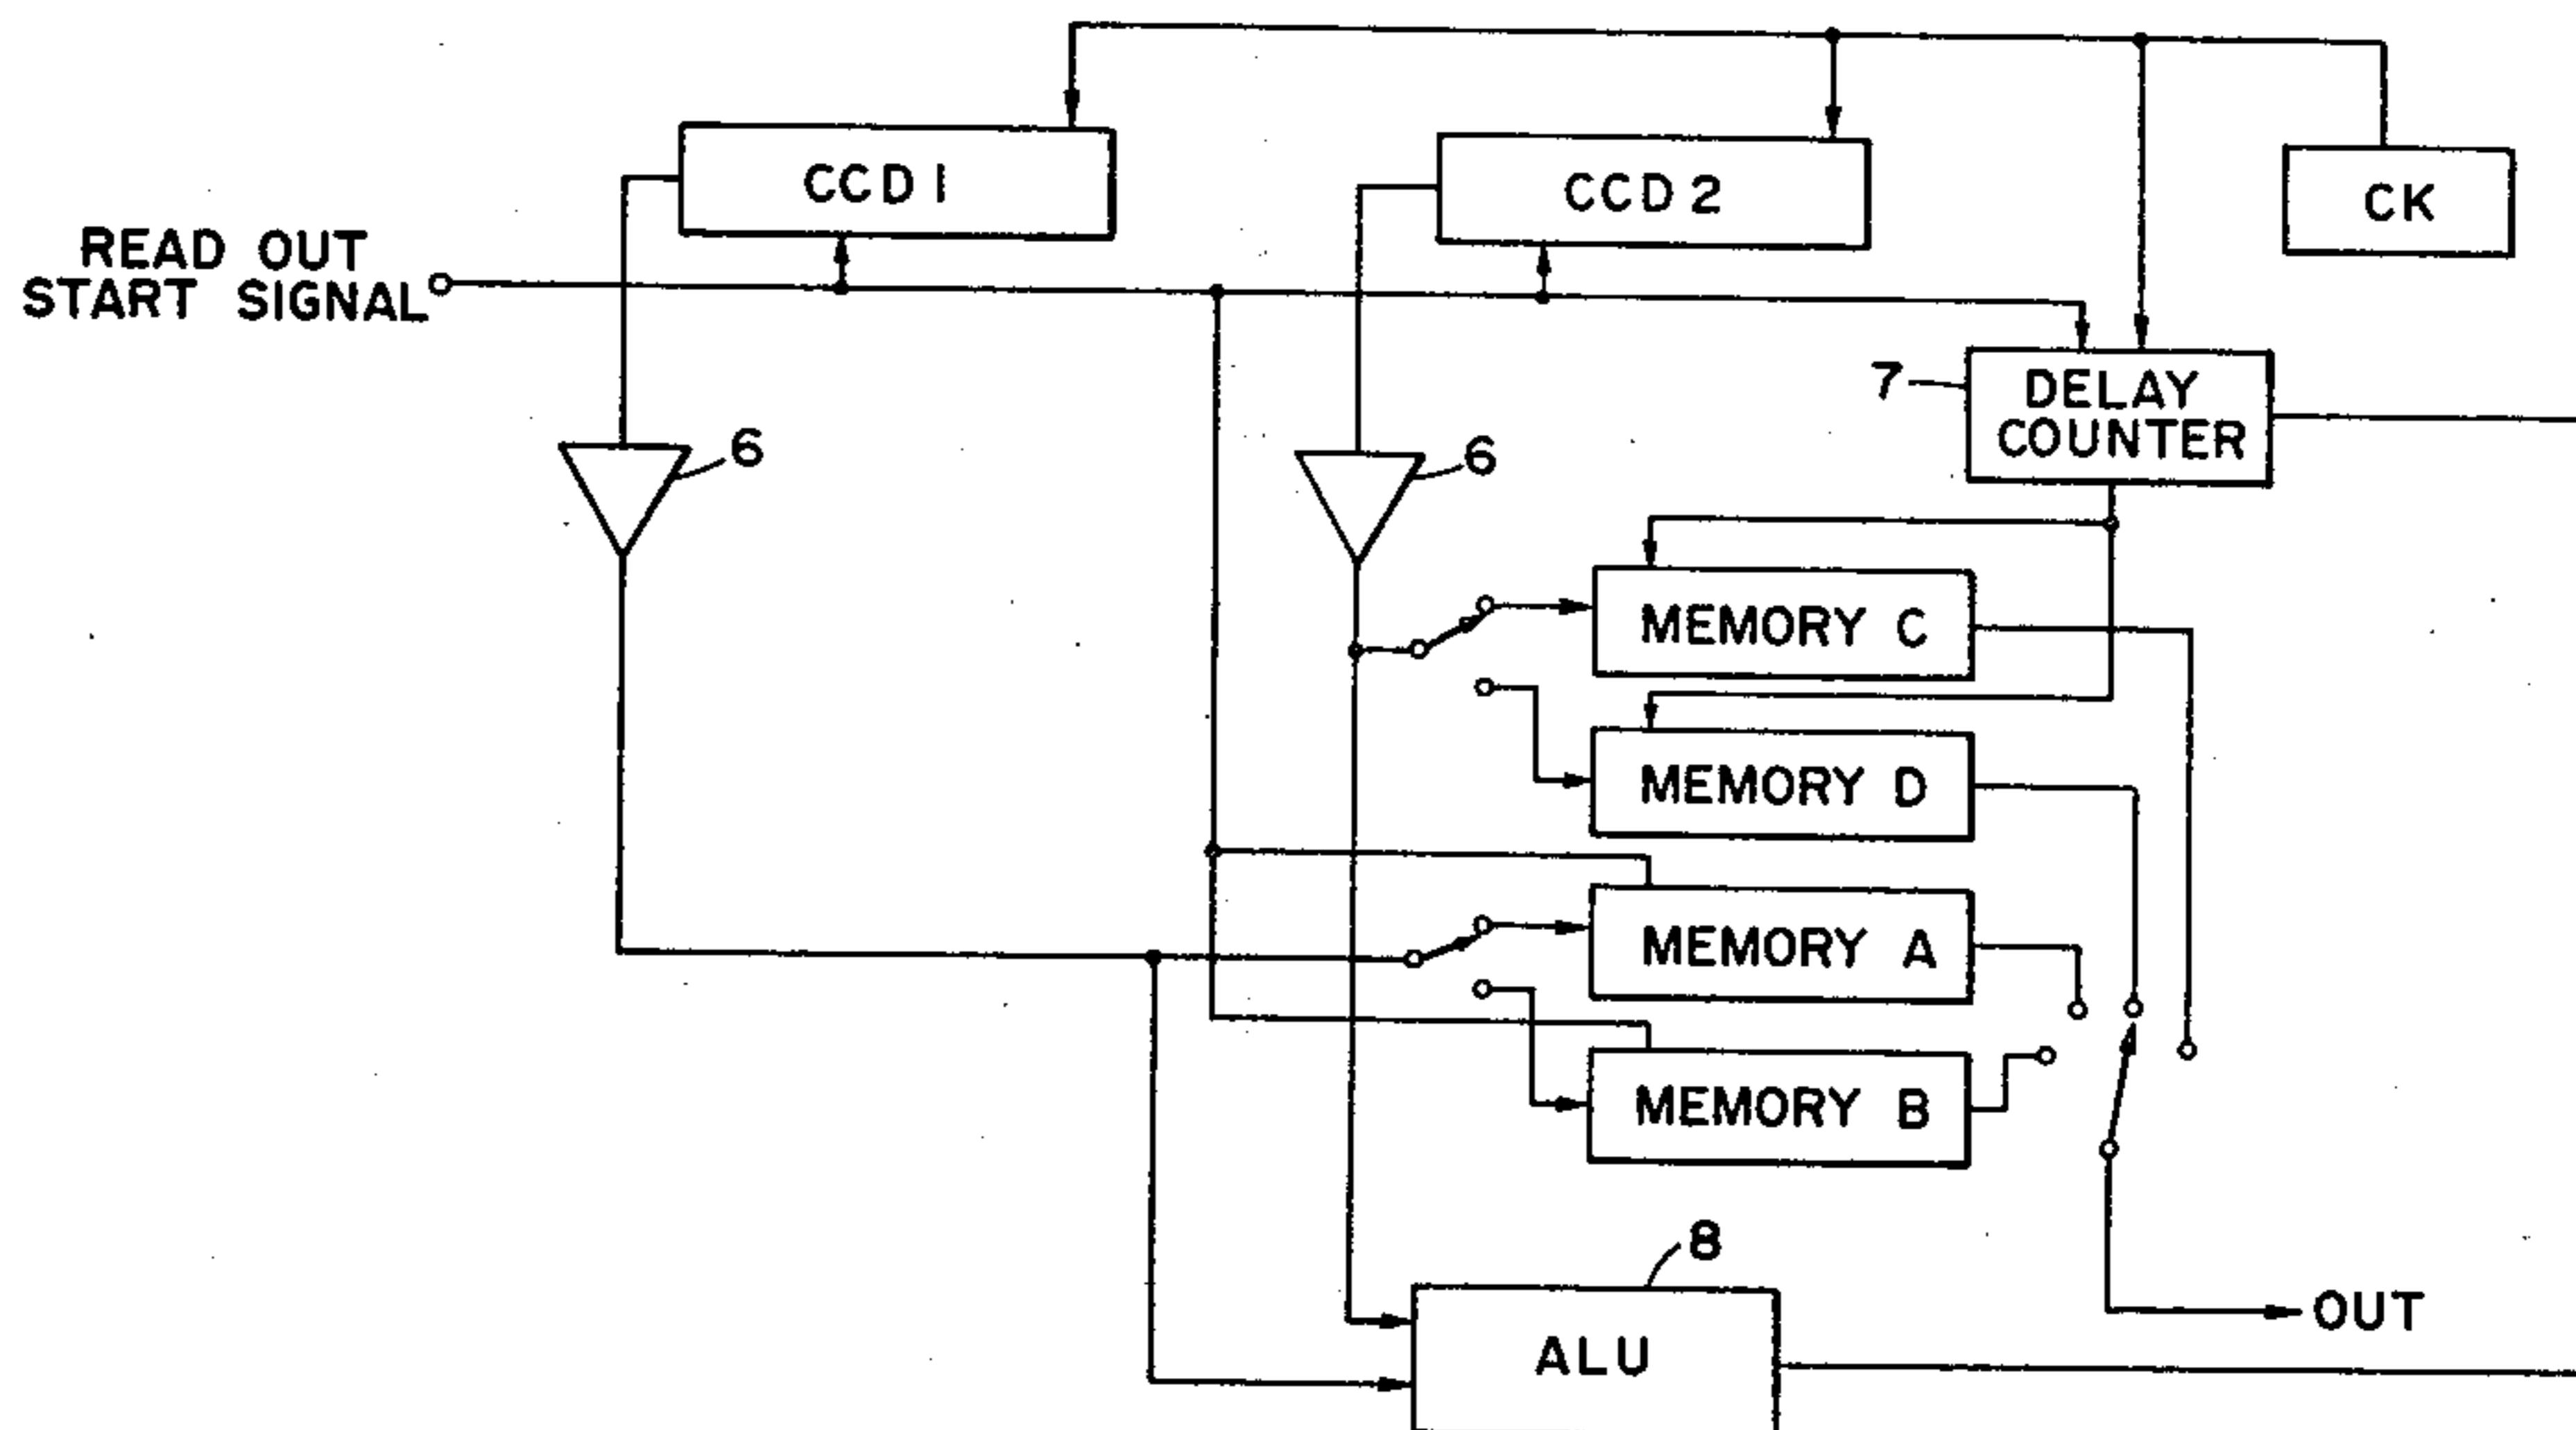 CCD 1
CCD 2
CK
READ OUT
START SIGNAL
7
DELAY
COUNTER
6
6
MEMORY C
MEMORY D
MEMORY A
MEMORY B
8
ALU
OUT